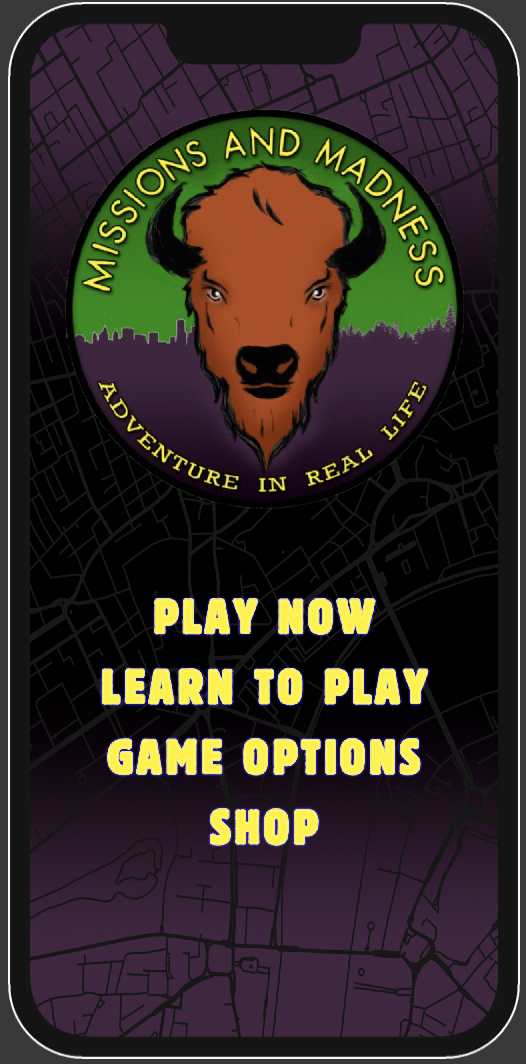 MISSIONS AND MADNESS
ADVENTURE IN REAL LIFE
PLAY NOW
LEARN TO PLAY
GAME OPTIONS
SHOP